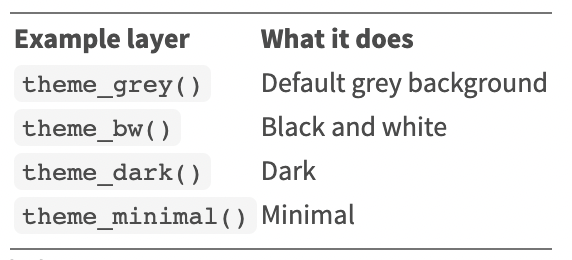 Example layer What it does
theme_grey() Default grey background
theme_bw() Black and white
theme_dark() Dark
theme_minimal() Minimal